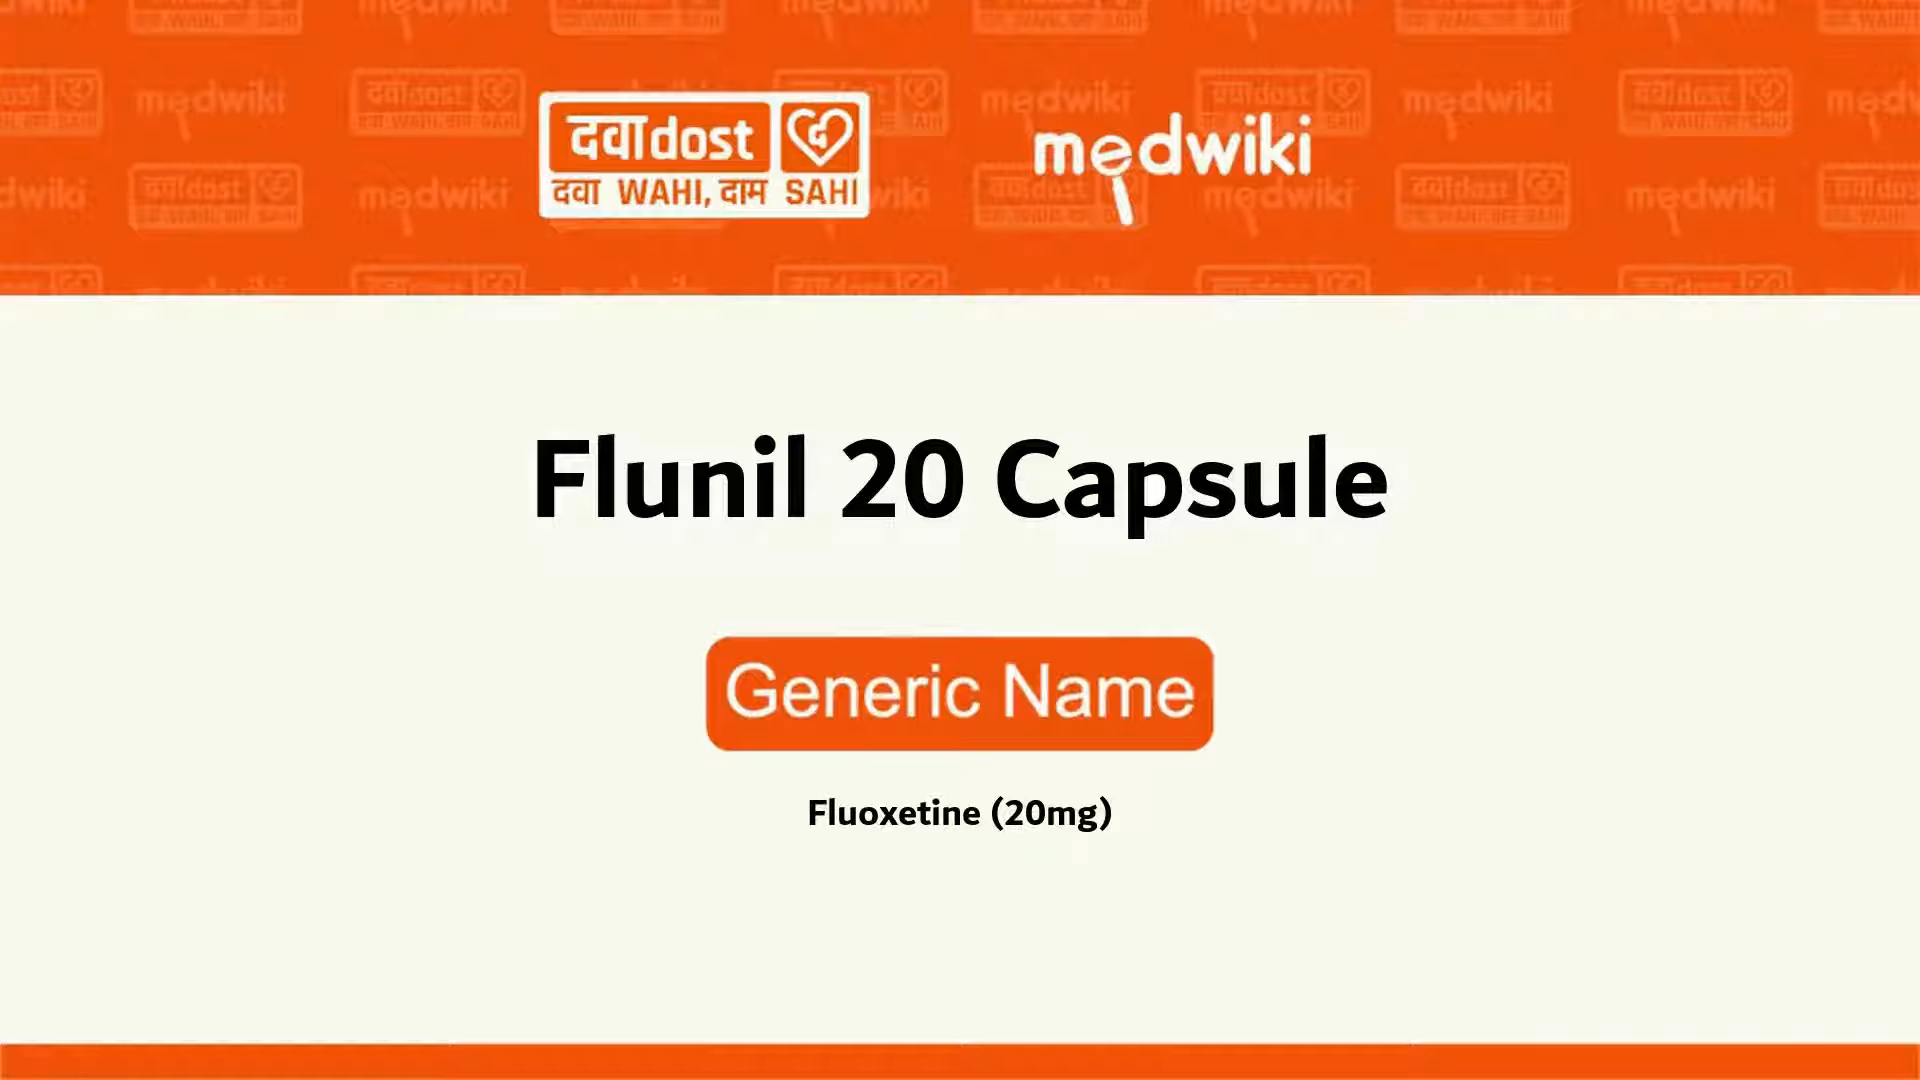 दवाdost
दवा WAHI, दाम SAHI
medwiki
Flunil 20 Capsule
Generic Name
Fluoxetine (20mg)